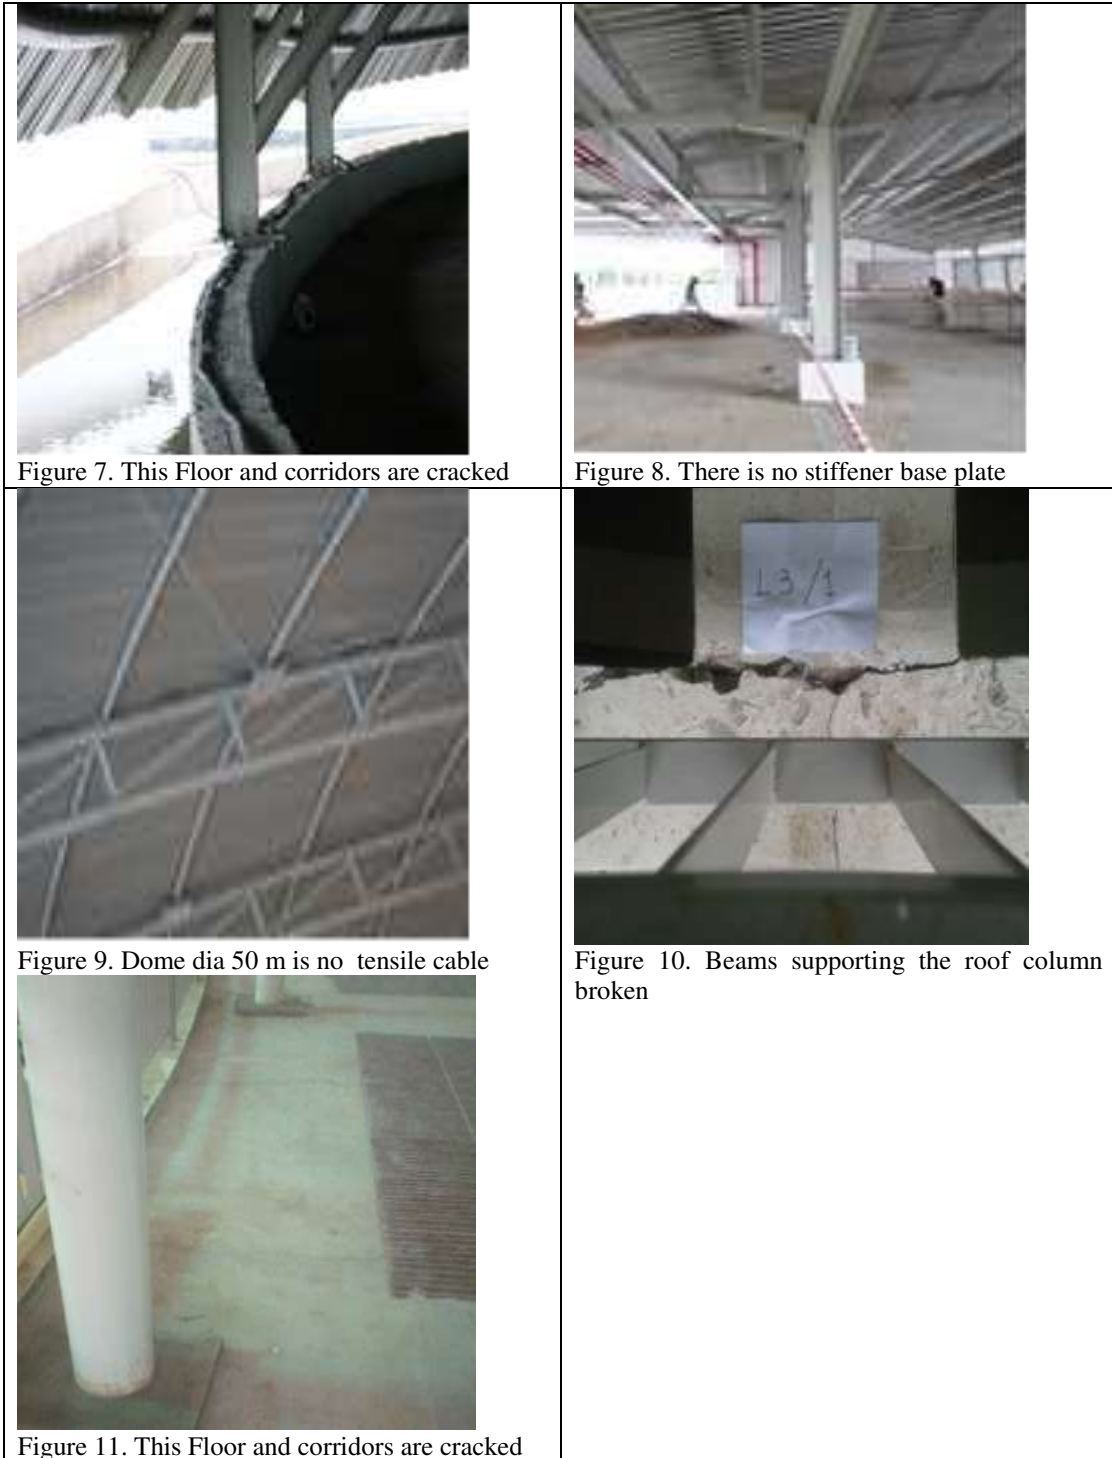 Figure 7. This Floor and corridors are cracked
Figure 8. There is no stiffener base plate
Figure 9. Dome dia 50 m is no tensile cable
L3/1
Figure 10. Beams supporting the roof column
broken
Figure 11. This Floor and corridors are cracked